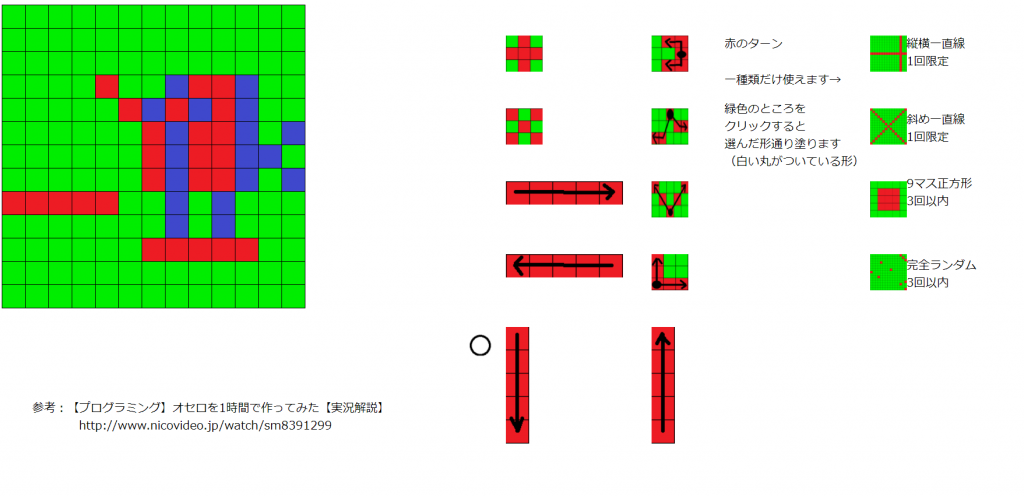 赤のターン
一種類だけ使えます→
緑色のところを
クリックすると
選んだ形通り塗ります
（白い丸がついている形）
縦横一直線
1回限定
斜め一直線
1回限定
9マス正方形
3回以内
完全ランダム
3回以内
参考：【プログラミング】オセロを1時間で作ってみた【実況解説】
http://www.nicovideo.jp/watch/sm8391299